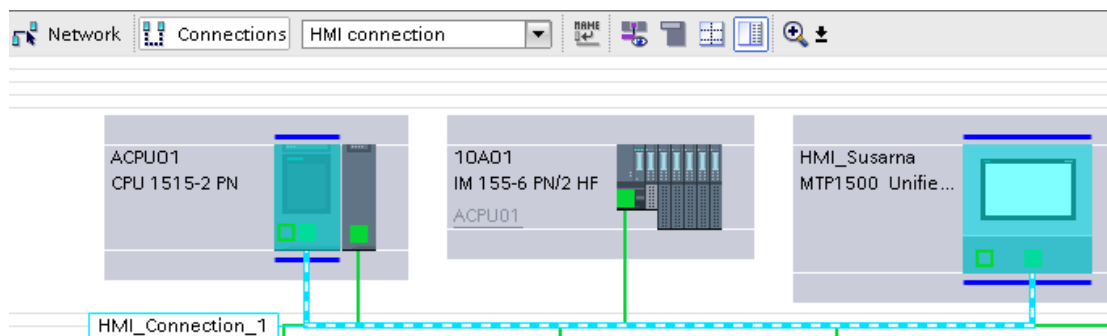 Network Connections HMI connection NAME
ACPU01
CPU 1515-2 PN
10A01
IM 155-6 PN/2 HF
ACPU01
HMI_Susarna
MTP1500 Unifie...
HMI_Connection_1